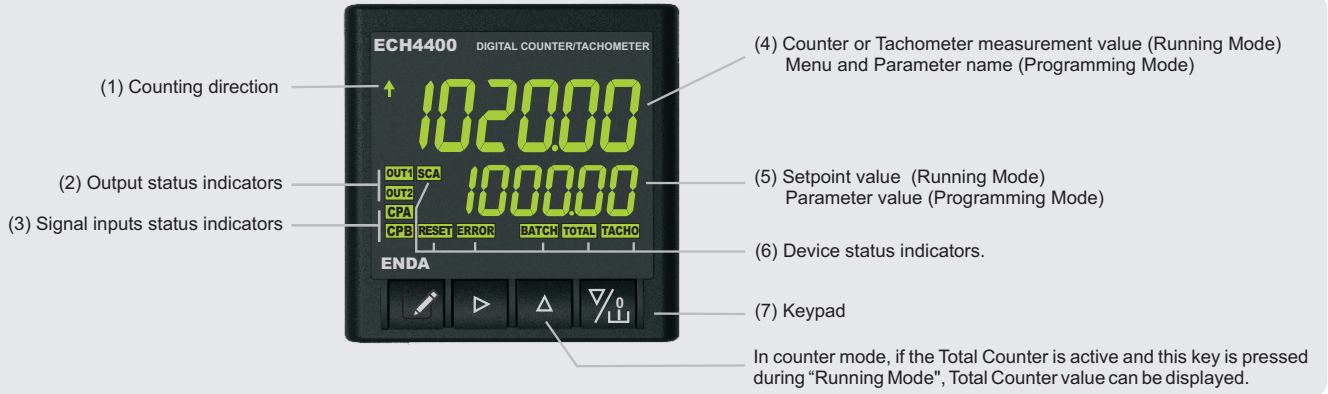 ECH4400 DIGITAL COUNTER/TACHOMETER
(1) Counting direction
1020.00
(4) Counter or Tachometer measurement value (Running Mode)
Menu and Parameter name (Programming Mode)
(2) Output status indicators
OUT1 SCA
OUT2
1000.00
(5) Setpoint value (Running Mode)
Parameter value (Programming Mode)
(3) Signal inputs status indicators
CPA
CPB RESET ERROR BATCH TOTAL TACHO
(6) Device status indicators.
ENDA
0
(7) Keypad
In counter mode, if the Total Counter is active and this key is pressed
during “Running Mode", Total Counter value can be displayed.